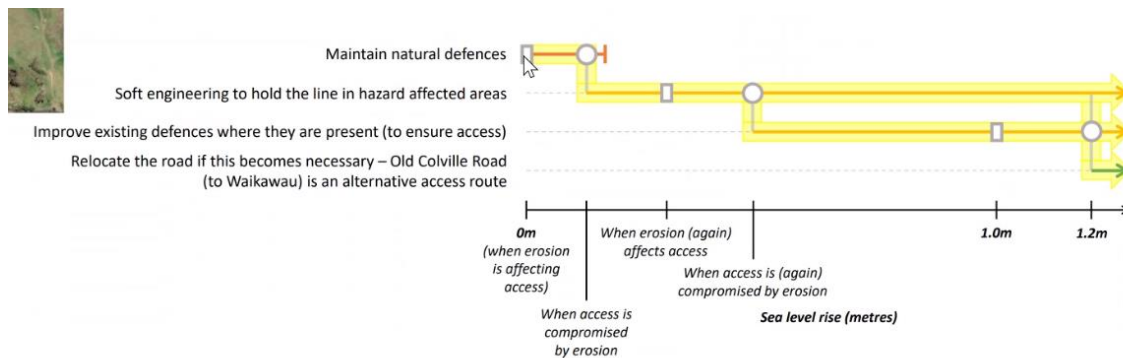 Maintain natural defences
Soft engineering to hold the line in hazard affected areas
Improve existing defences where they are present (to ensure access)
Relocate the road if this becomes necessary – Old Colville Road
(to Waikawau) is an alternative access route
0m
(when erosion
is affecting
access)
When access is
compromised
by erosion
When erosion (again)
affects access
When access is (again)
compromised by erosion
1.0m
1.2m
Sea level rise (metres)